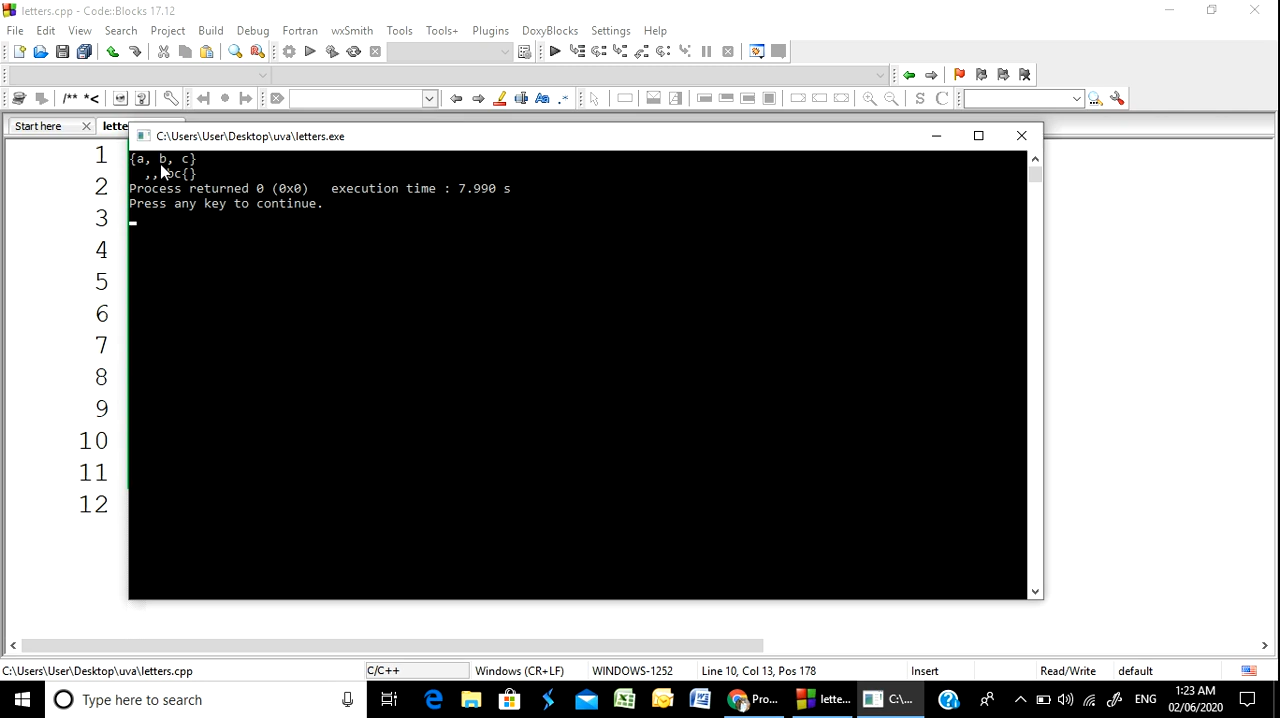 letters.cpp - Code::Blocks 17.12
File Edit View Search Project Build Debug Fortran wxSmith Tools Tools+ Plugins DoxyBlocks Settings Help
/** *<
Start here
lette
C:\Users\User\Desktop\uva\letters.exe
1
2
3
4
5
6
7
8
9
10
11
12
{a, b, c}
,, bc{}
Process returned 0 (0x0) execution time : 7.990 s
Press any key to continue.
C:\Users\User\Desktop\uva\letters.cpp C/C++ Windows (CR+LF) WINDOWS-1252 Line 10, Col 13, Pos 178 Insert Read/Write default
Type here to search Pro... lette... C:\... ENG 1:23 AM
02/06/2020